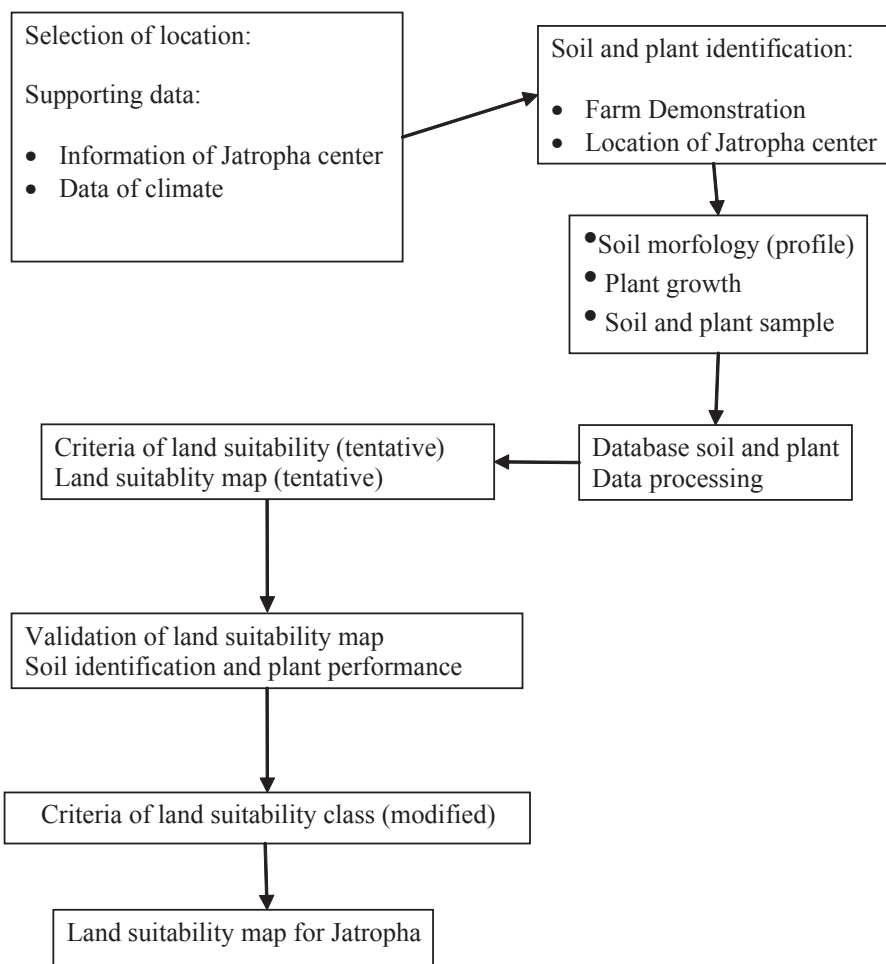 Selection of location:
Supporting data:
• Information of Jatropha center
• Data of climate
Soil and plant identification:
• Farm Demonstration
• Location of Jatropha center
• Soil morfology (profile)
• Plant growth
• Soil and plant sample
Database soil and plant
Data processing
Criteria of land suitability (tentative)
Land suitablity map (tentative)
Validation of land suitability map
Soil identification and plant performance
Criteria of land suitability class (modified)
Land suitability map for Jatropha